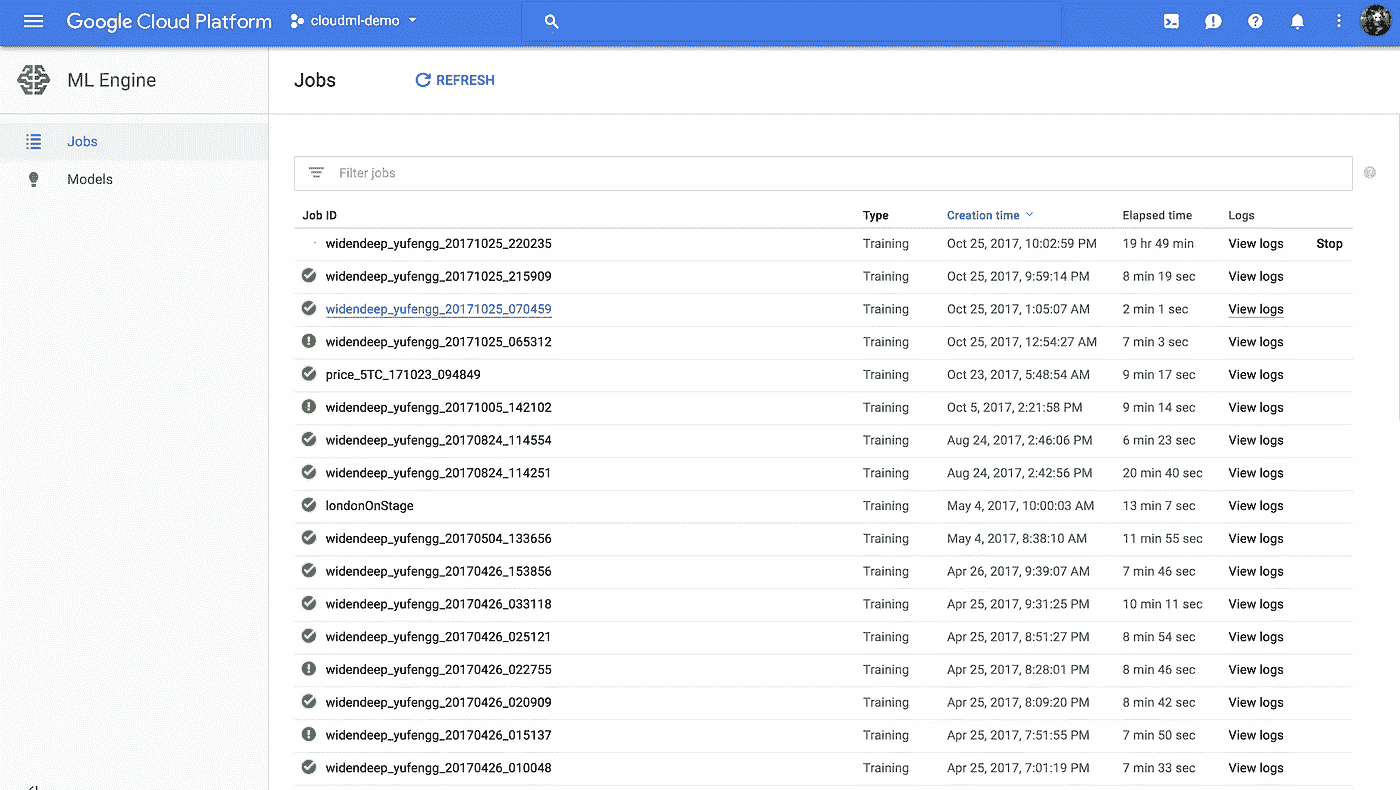 Google Cloud Platform cloudml-demo
ML Engine
Jobs REFRESH
Jobs
Models
Filter jobs
Job ID Type Creation time Elapsed time Logs
widendeep_yufengg_20171025_220235 Training Oct 25, 2017, 10:02:59 PM 19 hr 49 min View logs Stop
widendeep_yufengg_20171025_215909 Training Oct 25, 2017, 9:59:14 PM 8 min 19 sec View logs
widendeep_yufengg_20171025_070459 Training Oct 25, 2017, 1:05:07 AM 2 min 1 sec View logs
widendeep_yufengg_20171025_065312 Training Oct 25, 2017, 12:54:27 AM 7 min 3 sec View logs
price_5TC_171023_094849 Training Oct 23, 2017, 5:48:54 AM 9 min 17 sec View logs
widendeep_yufengg_20171005_142102 Training Oct 5, 2017, 2:21:58 PM 9 min 14 sec View logs
widendeep_yufengg_20170824_114554 Training Aug 24, 2017, 2:46:06 PM 6 min 23 sec View logs
widendeep_yufengg_20170824_114251 Training Aug 24, 2017, 2:42:56 PM 20 min 40 sec View logs
londonOnStage Training May 4, 2017, 10:00:03 AM 13 min 7 sec View logs
widendeep_yufengg_20170504_133656 Training May 4, 2017, 8:38:10 AM 11 min 55 sec View logs
widendeep_yufengg_20170426_153856 Training Apr 26, 2017, 9:39:07 AM 7 min 46 sec View logs
widendeep_yufengg_20170426_033118 Training Apr 25, 2017, 9:31:25 PM 10 min 11 sec View logs
widendeep_yufengg_20170426_025121 Training Apr 25, 2017, 8:51:27 PM 8 min 54 sec View logs
widendeep_yufengg_20170426_022755 Training Apr 25, 2017, 8:28:01 PM 8 min 46 sec View logs
widendeep_yufengg_20170426_020909 Training Apr 25, 2017, 8:09:20 PM 8 min 42 sec View logs
widendeep_yufengg_20170426_015137 Training Apr 25, 2017, 7:51:55 PM 7 min 50 sec View logs
widendeep_yufengg_20170426_010048 Training Apr 25, 2017, 7:01:19 PM 7 min 33 sec View logs